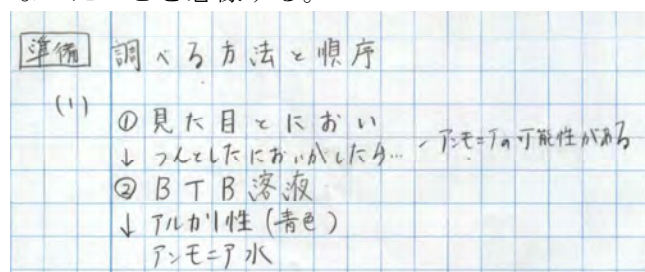 準備 調べる方法と順序
(1)
① 見た目とにおい
↓ つんとしたにおいがしたら… - アンモニアの可能性がある
② BTB溶液
↓ アルカリ性(青色)
アンモニア水